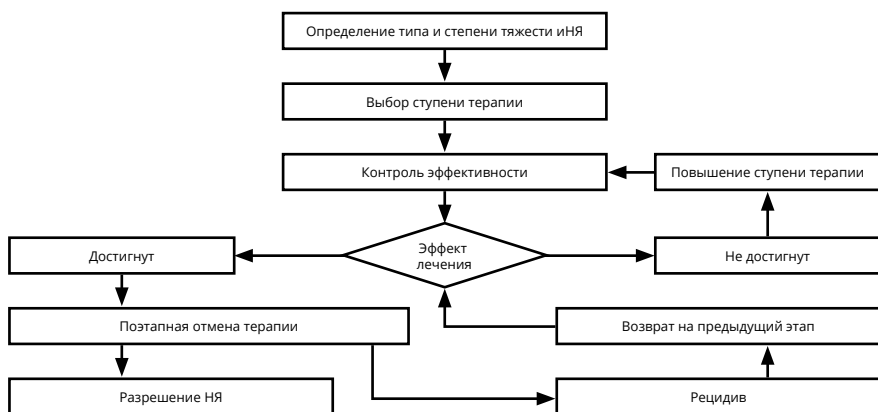 Определение типа и степени тяжести иНЯ
Выбор ступени терапии
Контроль эффективности
Повышение ступени терапии
Эффект
лечения
Достигнут
Не достигнут
Поэтапная отмена терапии
Возврат на предыдущий этап
Разрешение НЯ
Рецидив